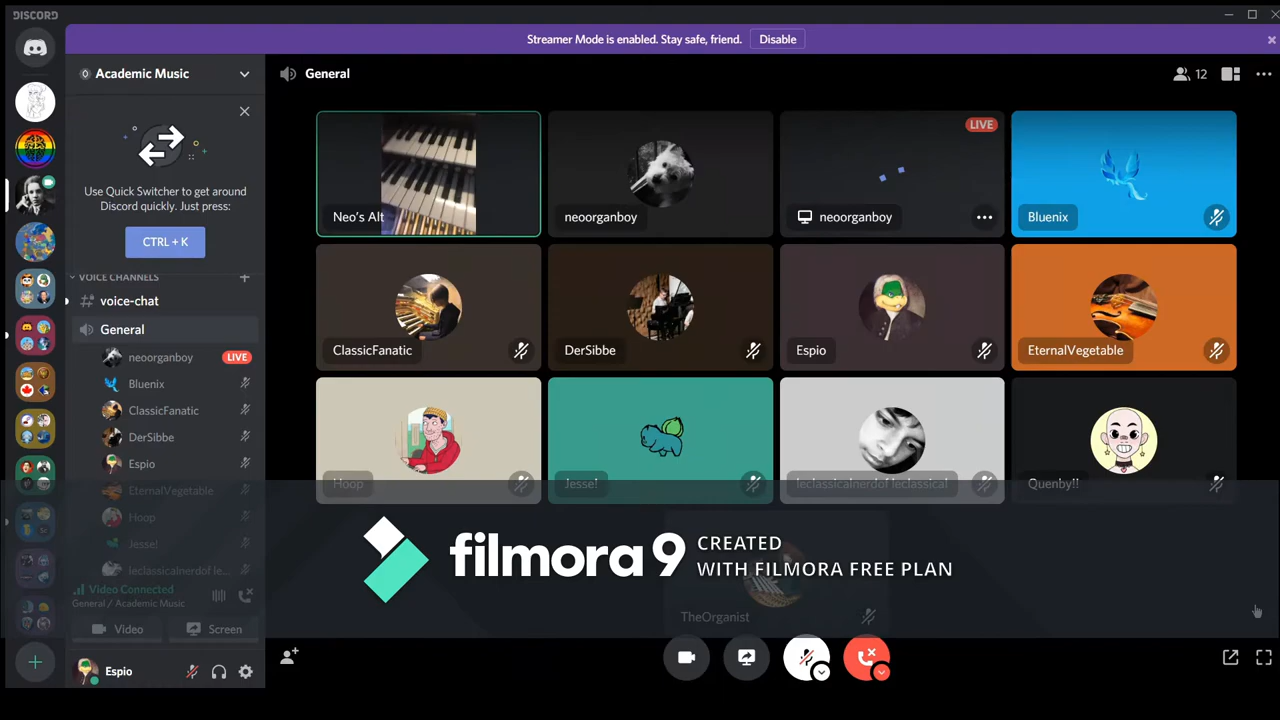 DISCORD
Streamer Mode is enabled. Stay safe, friend. Disable
Academic Music
General
12
Use Quick Switcher to get around
Discord quickly. Just press:
CTRL + K
VOICE CHANNELS
voice-chat
General
neoorganboy LIVE
Bluenix
ClassicFanatic
DerSibbe
Espio
EternalVegetable
Hoop
Jesse!
leclassicalnerdof le...
Video Connected
General / Academic Music
Video Screen
Espio
Neo's Alt
neoorganboy
LIVE
neoorganboy
Bluenix
ClassicFanatic
DerSibbe
Espio
EternalVegetable
Hoop
Jesse!
leclassicalnerdof leclassical
Quenby!!
filmora9 CREATED
WITH FILMORA FREE PLAN
TheOrganist